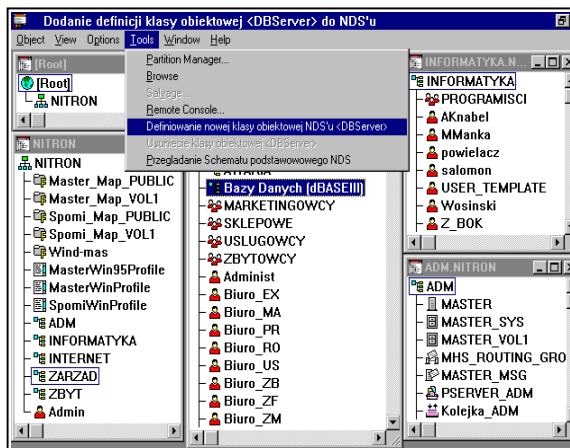 Dodanie definicji klasy obiektowej <DBServer> do NDS'u
Object View Options Tools Window Help
Partition Manager...
Browse
Salvage...
Remote Console...
Definiowanie nowej klasy obiektowej NDS'u <DBServer>
Usuniecie klasy obiektowej <DBServer>
Przegladanie Schematu podstawowowego NDS
[Root]
[Root]
NITRON
NITRON
NITRON
Master_Map_PUBLIC
Master_Map_VOL1
Spomi_Map_PUBLIC
Spomi_Map_VOL1
Wind-mas
MasterWin95Profile
MasterWinProfile
SpomiWinProfile
ADM
INFORMATYKA
INTERNET
ZARZAD
ZBYT
Admin
Bazy Danych (dBASEIII)
MARKETINGOWCY
SKLEPOWE
USLUGOWCY
ZBYTOWCY
Administ
Biuro_EX
Biuro_MA
Biuro_PR
Biuro_RO
Biuro_US
Biuro_ZB
Biuro_ZF
Biuro_ZM
INFORMATYKA.N...
INFORMATYKA
PROGRAMISCI
AKnabel
MManka
powielacz
salomon
USER_TEMPLATE
Wosinski
Z_BOK
ADM.NITRON
ADM
MASTER
MASTER_SYS
MASTER_VOL1
MHS_ROUTING_GRO
MASTER_MSG
PSERVER_ADM
Kolejka_ADM